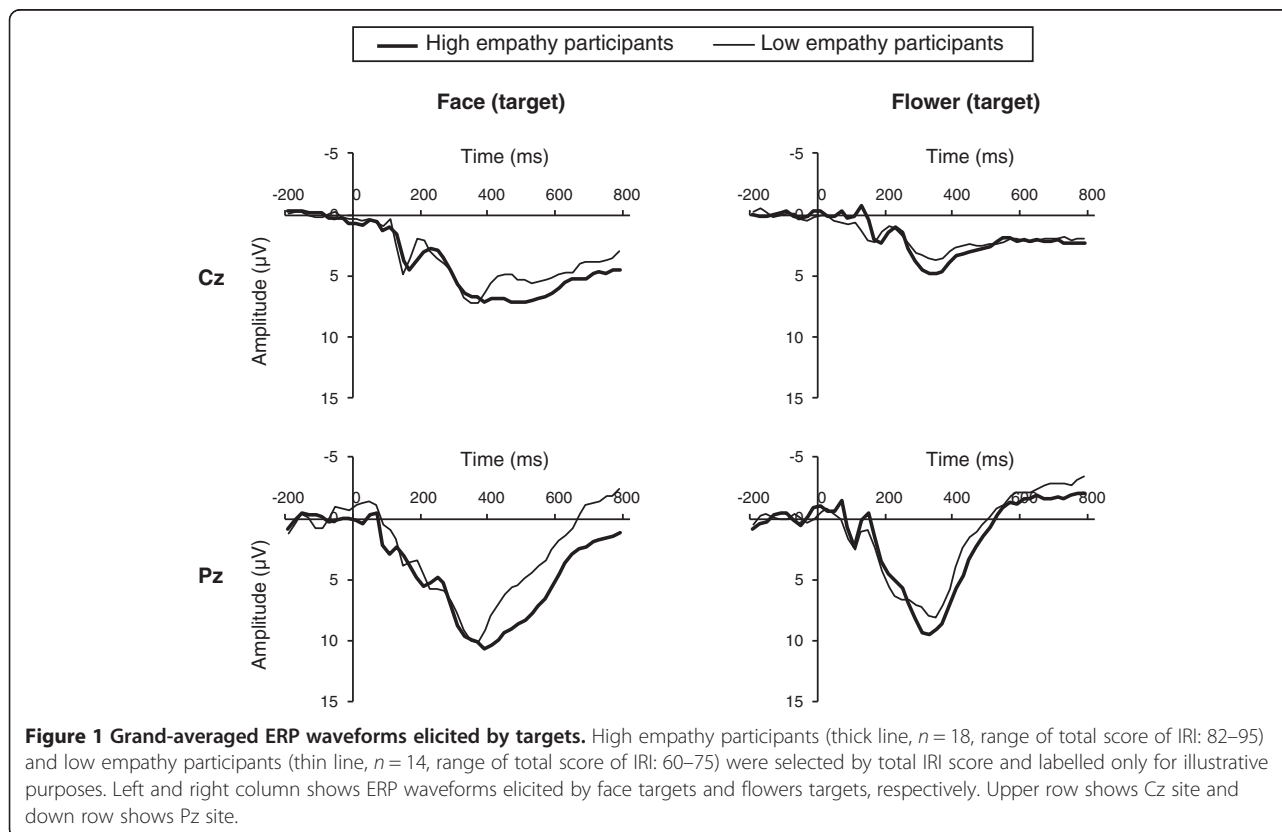 High empathy participants Low empathy participants
Face (target) Flower (target)
Time (ms) Time (ms)
-5 -5
-200 0 200 400 600 800 -200 0 200 400 600 800
0 0
Cz
Amplitude (µV)
5 5
10 10
15 15
Time (ms) Time (ms)
-5 -5
-200 0 200 400 600 800 -200 0 200 400 600 800
0 0
Pz
Amplitude (µV)
5 5
10 10
15 15
Figure 1 Grand-averaged ERP waveforms elicited by targets. High empathy participants (thick line, n = 18, range of total score of IRI: 82–95)
and low empathy participants (thin line, n = 14, range of total score of IRI: 60–75) were selected by total IRI score and labelled only for illustrative
purposes. Left and right column shows ERP waveforms elicited by face targets and flowers targets, respectively. Upper row shows Cz site and
down row shows Pz site.